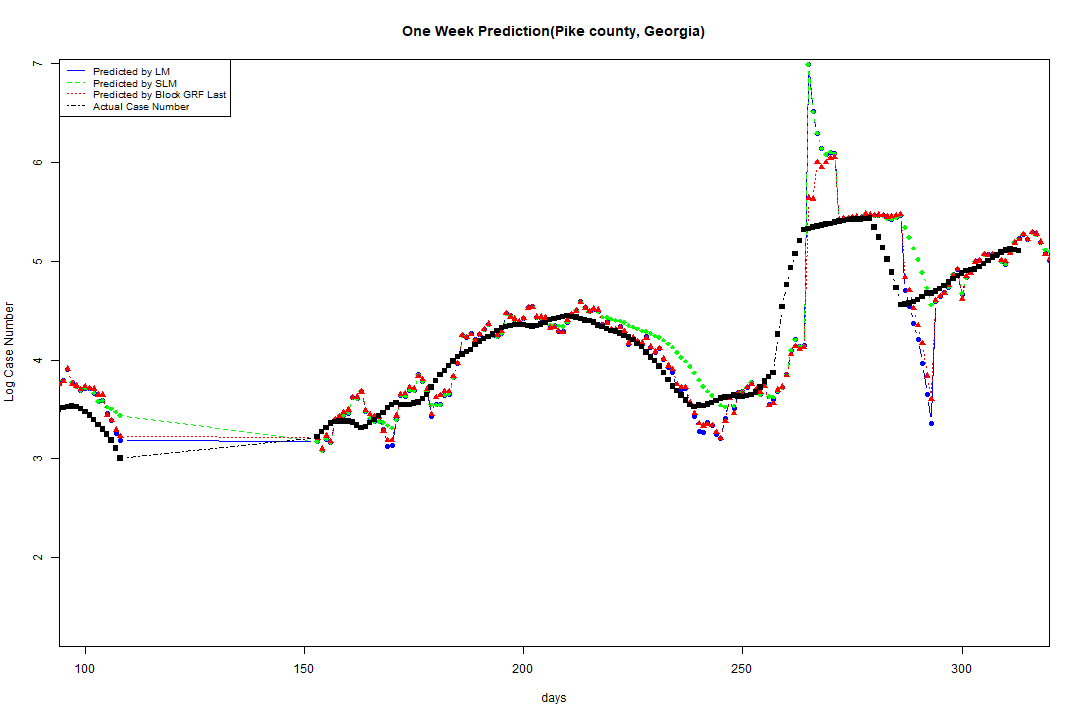 One Week Prediction(Pike county, Georgia)
Predicted by LM
Predicted by SLM
Predicted by Block GRF Last
Actual Case Number
7
6
5
4
3
2
Log Case Number
100 150 200 250 300
days